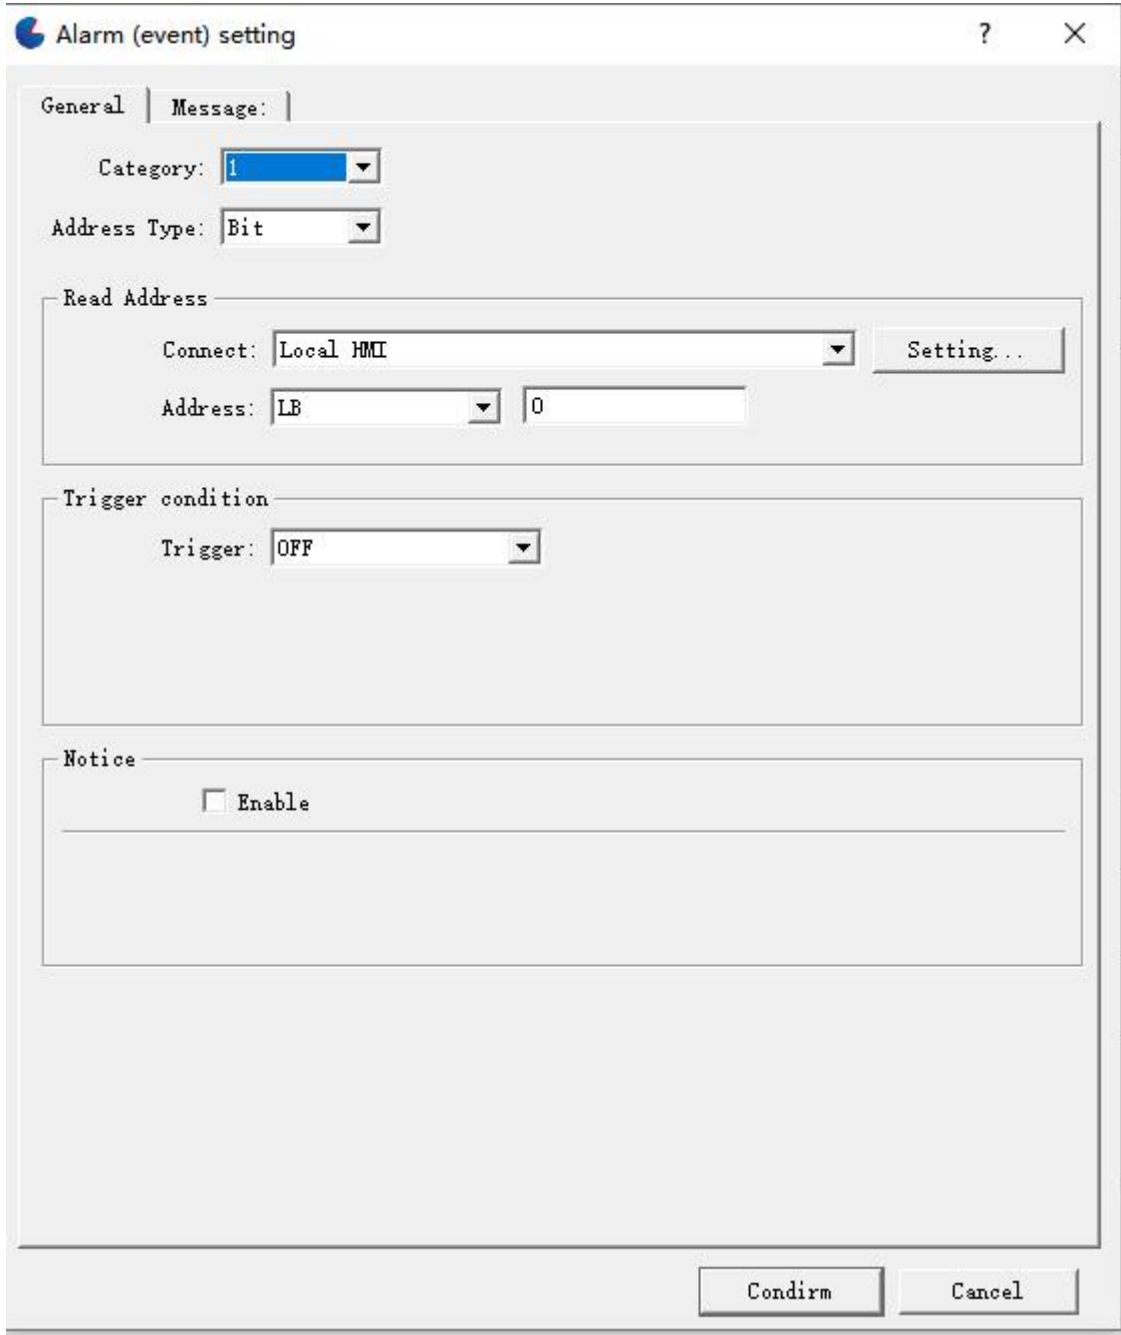 Alarm (event) setting ?
General Message:
Category: 1
Address Type: Bit
Read Address
Connect: Local HMI Setting...
Address: LB 0
Trigger condition
Trigger: OFF
Notice
Enable
Condirm Cancel